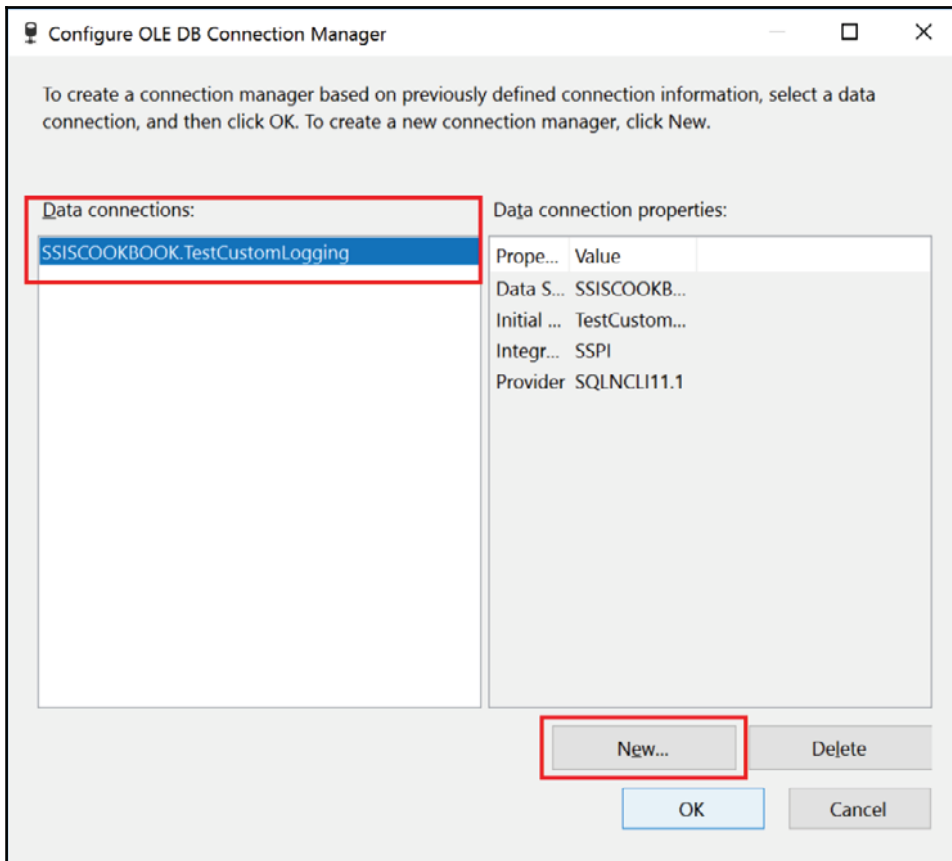 Configure OLE DB Connection Manager
To create a connection manager based on previously defined connection information, select a data
connection, and then click OK. To create a new connection manager, click New.
Data connections:
Data connection properties:
SSISCOOKBOOK.TestCustomLogging
Prope... Value
Data S... SSISCOOKB...
Initial ... TestCustom...
Integr... SSPI
Provider SQLNCLI11.1
New...
Delete
OK
Cancel